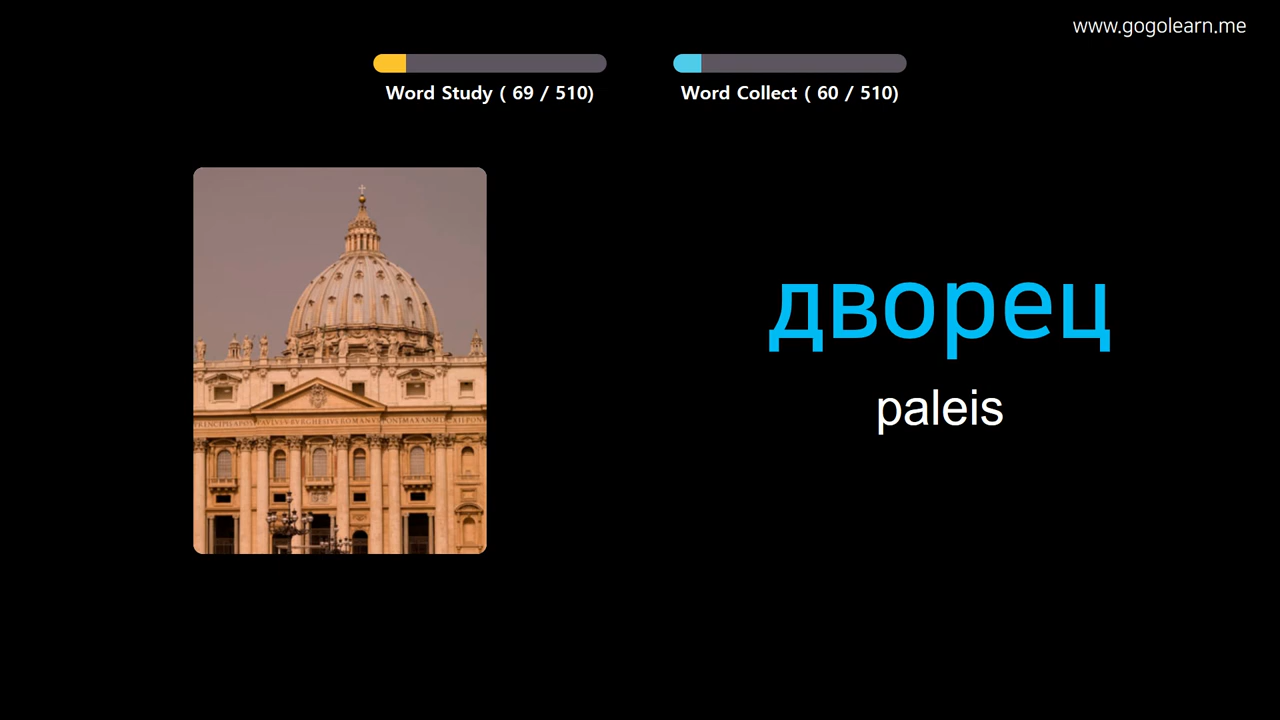 www.gogolearn.me
Word Study ( 69 / 510)
Word Collect ( 60 / 510)
дворец
paleis